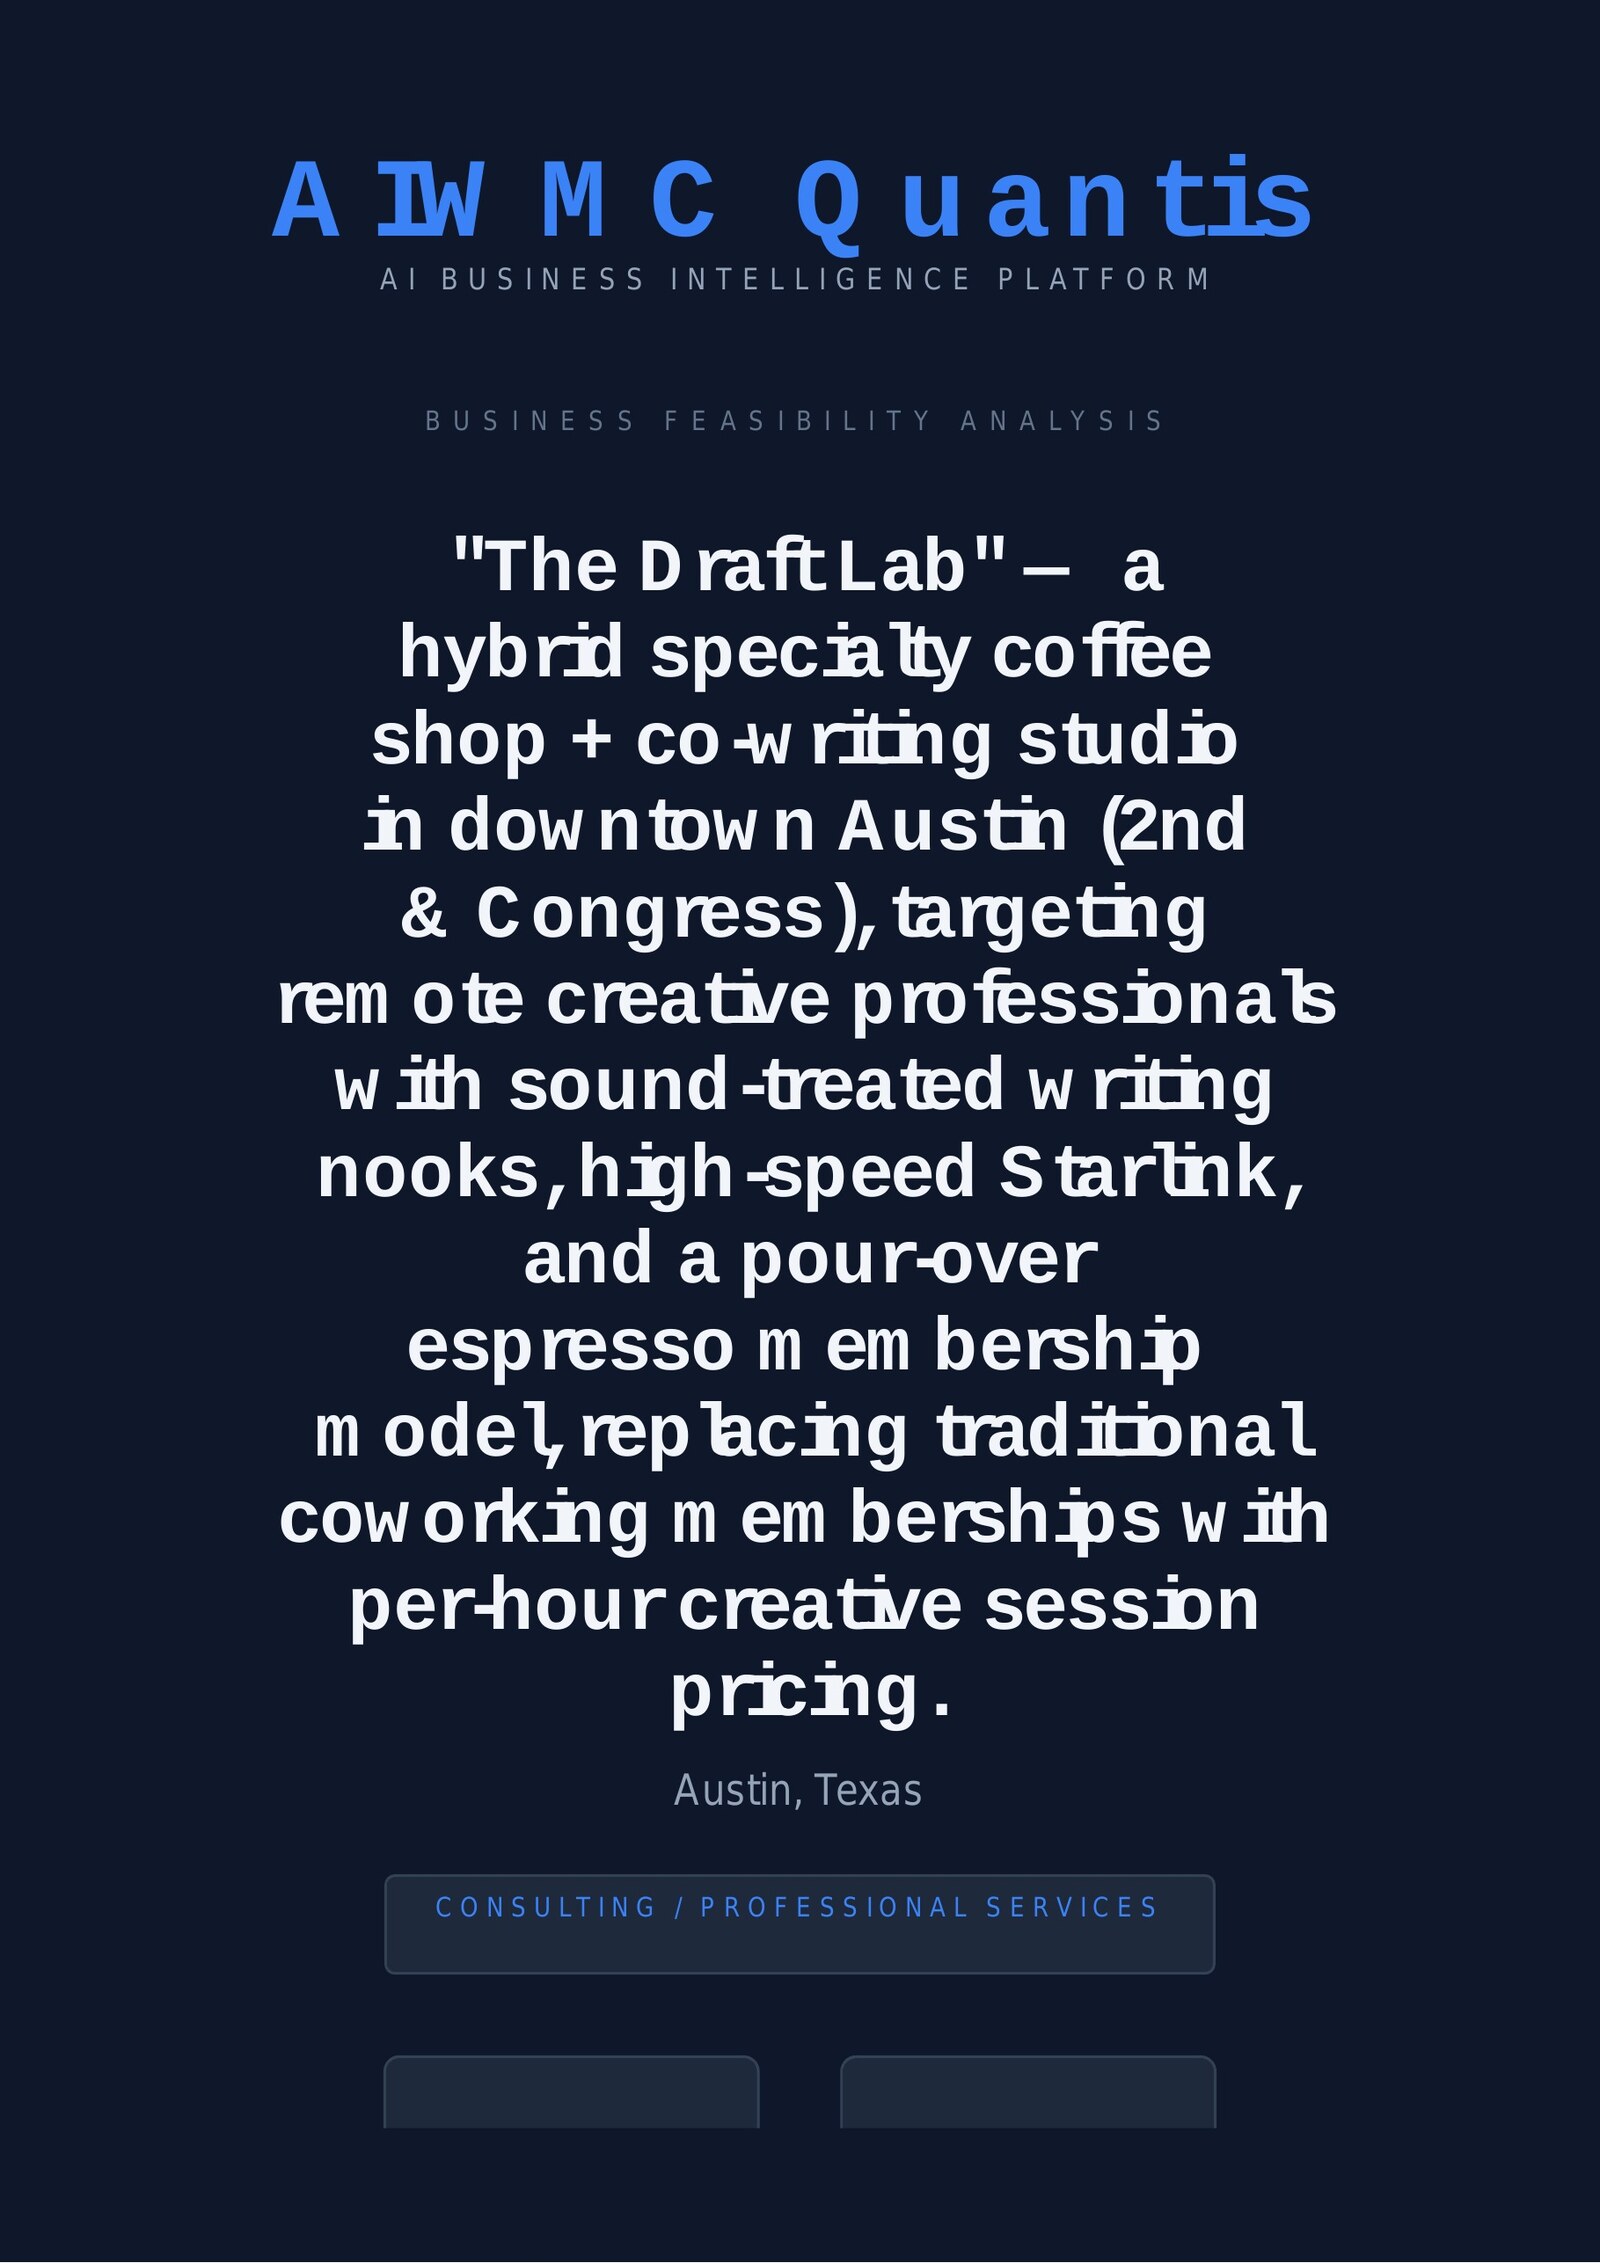 AIWMC Quantis
AI BUSINESS INTELLIGENCE PLATFORM
BUSINESS FEASIBILITY ANALYSIS
"The Draft Lab" — a
hybrid specialty coffee
shop + co-writing studio
in downtown Austin (2nd
& Congress), targeting
remote creative professionals
with sound-treated writing
nooks, high-speed Starlink,
and a pour-over
espresso membership
model, replacing traditional
coworking memberships with
per-hour creative session
pricing.
Austin, Texas
CONSULTING / PROFESSIONAL SERVICES